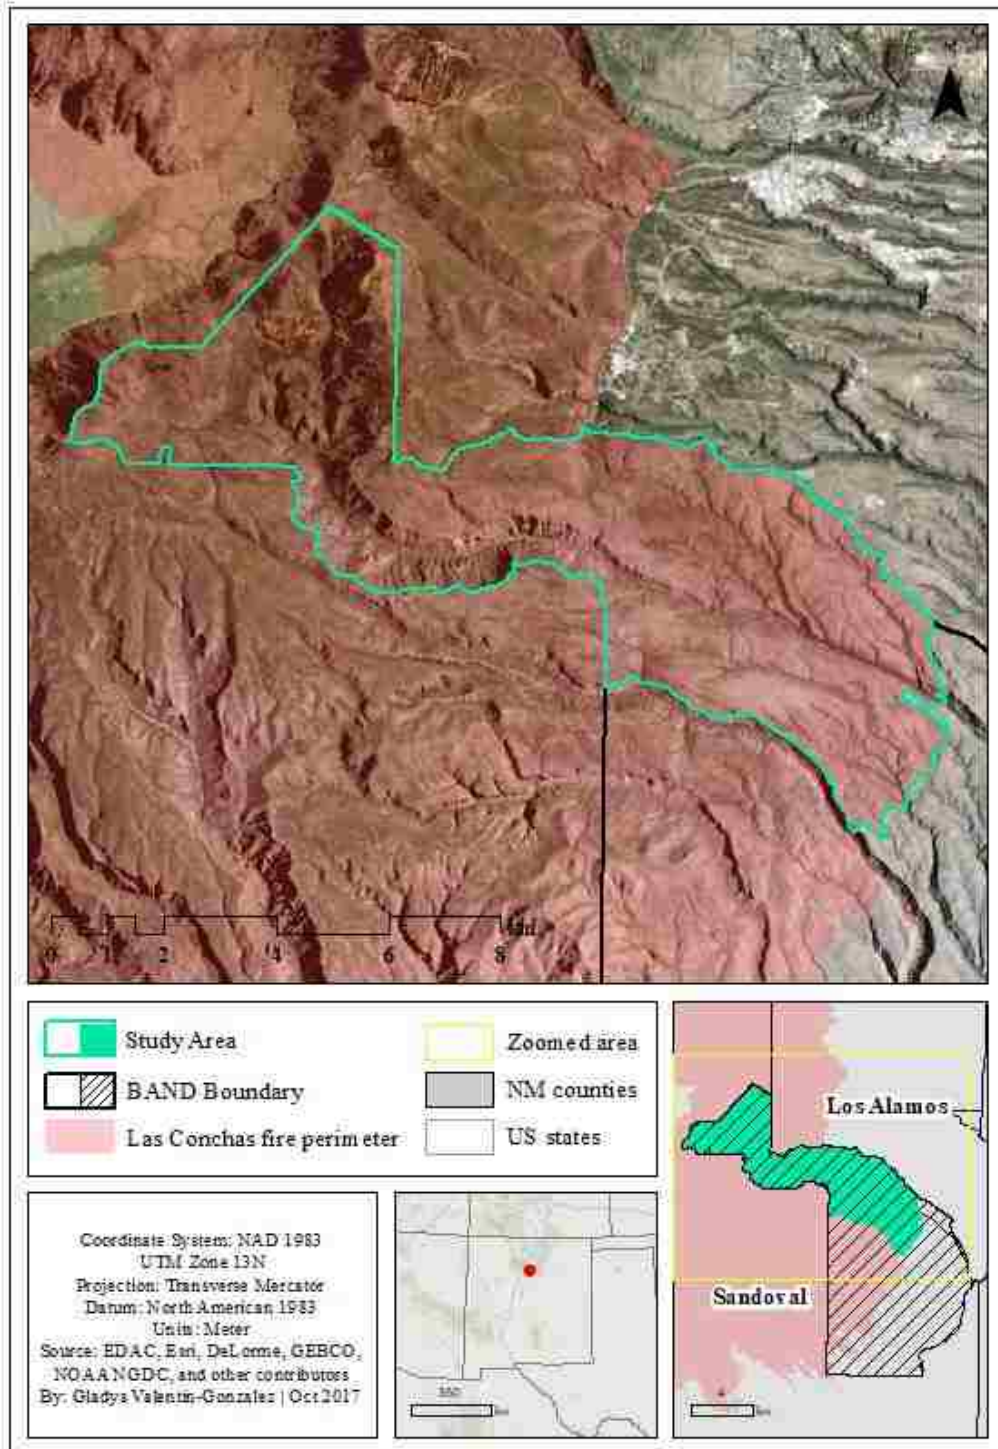 0 1 2 4 6 8
Study Area
BAND Boundary
Las Conchas fire perimeter
Zoomed area
NM counties
US states
Coordinate System: NAD 1983
UTM Zone 13N
Projection: Transverse Mercator
Datum: North American 1983
Units: Meter
Source: EDAC, Esri, DeLorme, GEBCO,
NOAA NGDC, and other contributors
By: Gladys Valentin-Gonzalez | Oct 2017
Los Alamos
Sandoval